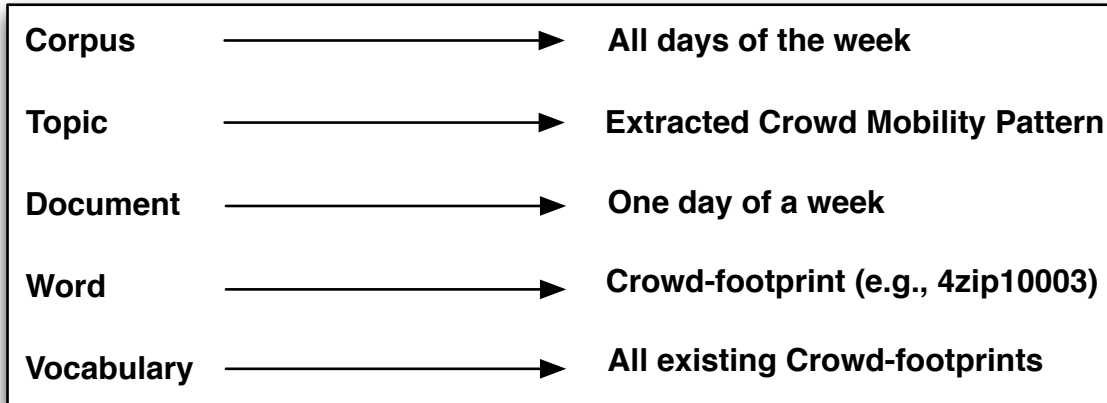 Corpus All days of the week
Topic Extracted Crowd Mobility Pattern
Document One day of a week
Word Crowd-footprint (e.g., 4zip10003)
Vocabulary All existing Crowd-footprints